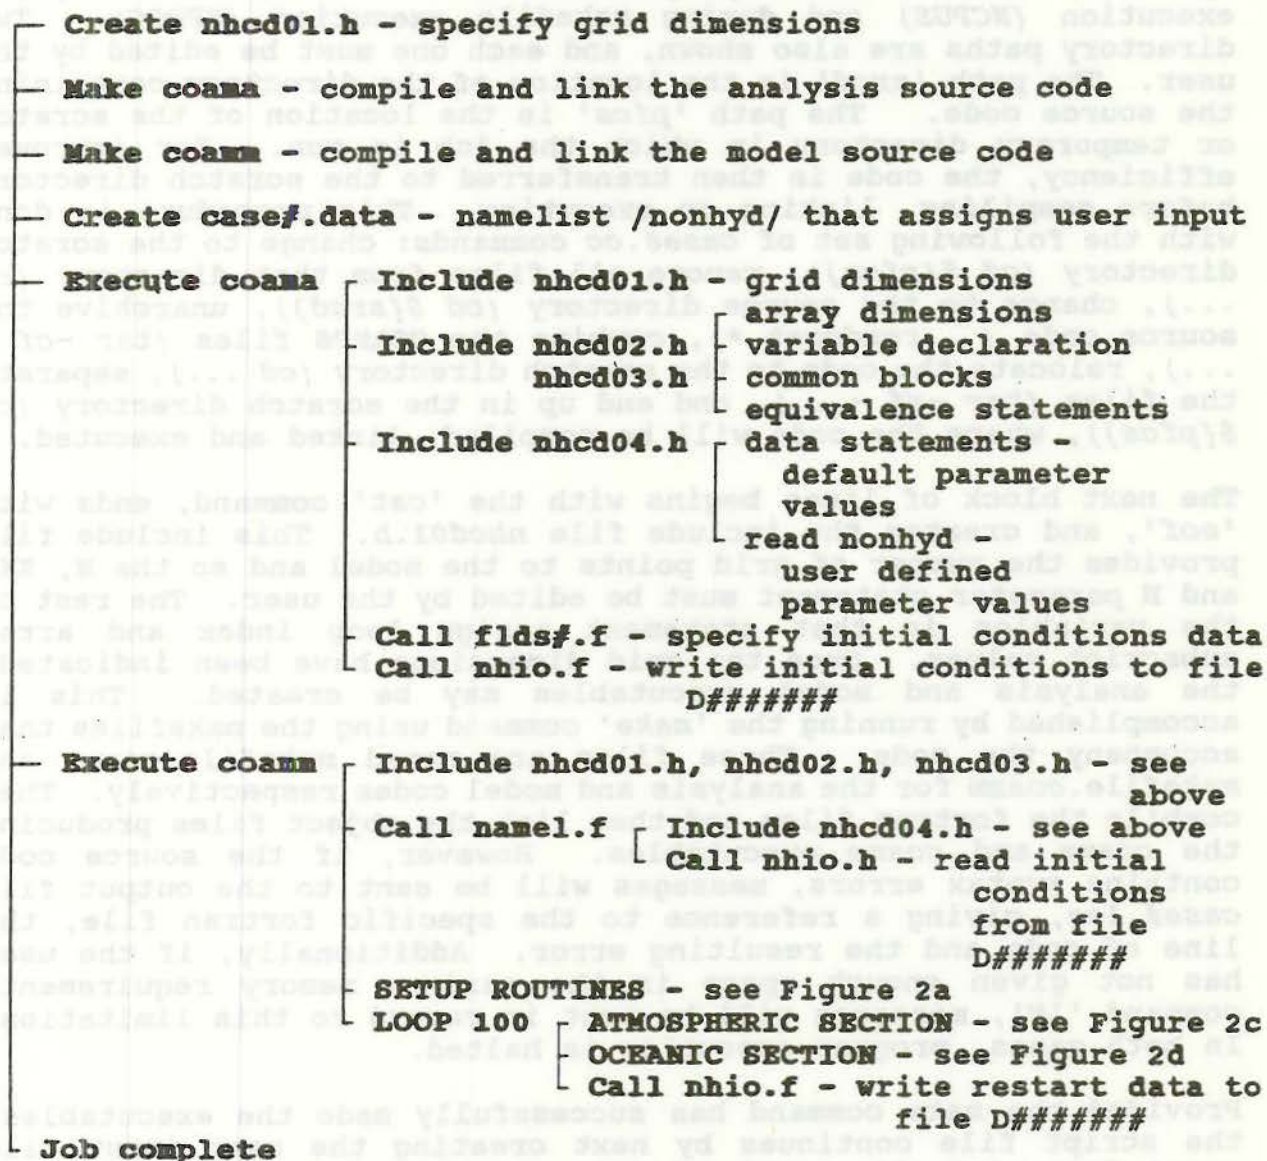 Create nhcd01.h - specify grid dimensions
Make coama - compile and link the analysis source code
Make coamm - compile and link the model source code
Create case#.data - namelist /nonhyd/ that assigns user input
Execute coama
Include nhcd01.h - grid dimensions
array dimensions
Include nhcd02.h - variable declaration
nhcd03.h - common blocks
equivalence statements
Include nhcd04.h - data statements -
default parameter
values
read nonhyd -
user defined
parameter values
Call flds#.f - specify initial conditions data
Call nhio.f - write initial conditions to file
D#######
Execute coamm
Include nhcd01.h, nhcd02.h, nhcd03.h - see
above
Call namel.f
Include nhcd04.h - see above
Call nhio.h - read initial
conditions
from file
D#######
SETUP ROUTINES - see Figure 2a
LOOP 100
ATMOSPHERIC SECTION - see Figure 2c
OCEANIC SECTION - see Figure 2d
Call nhio.f - write restart data to
file D#######
Job complete